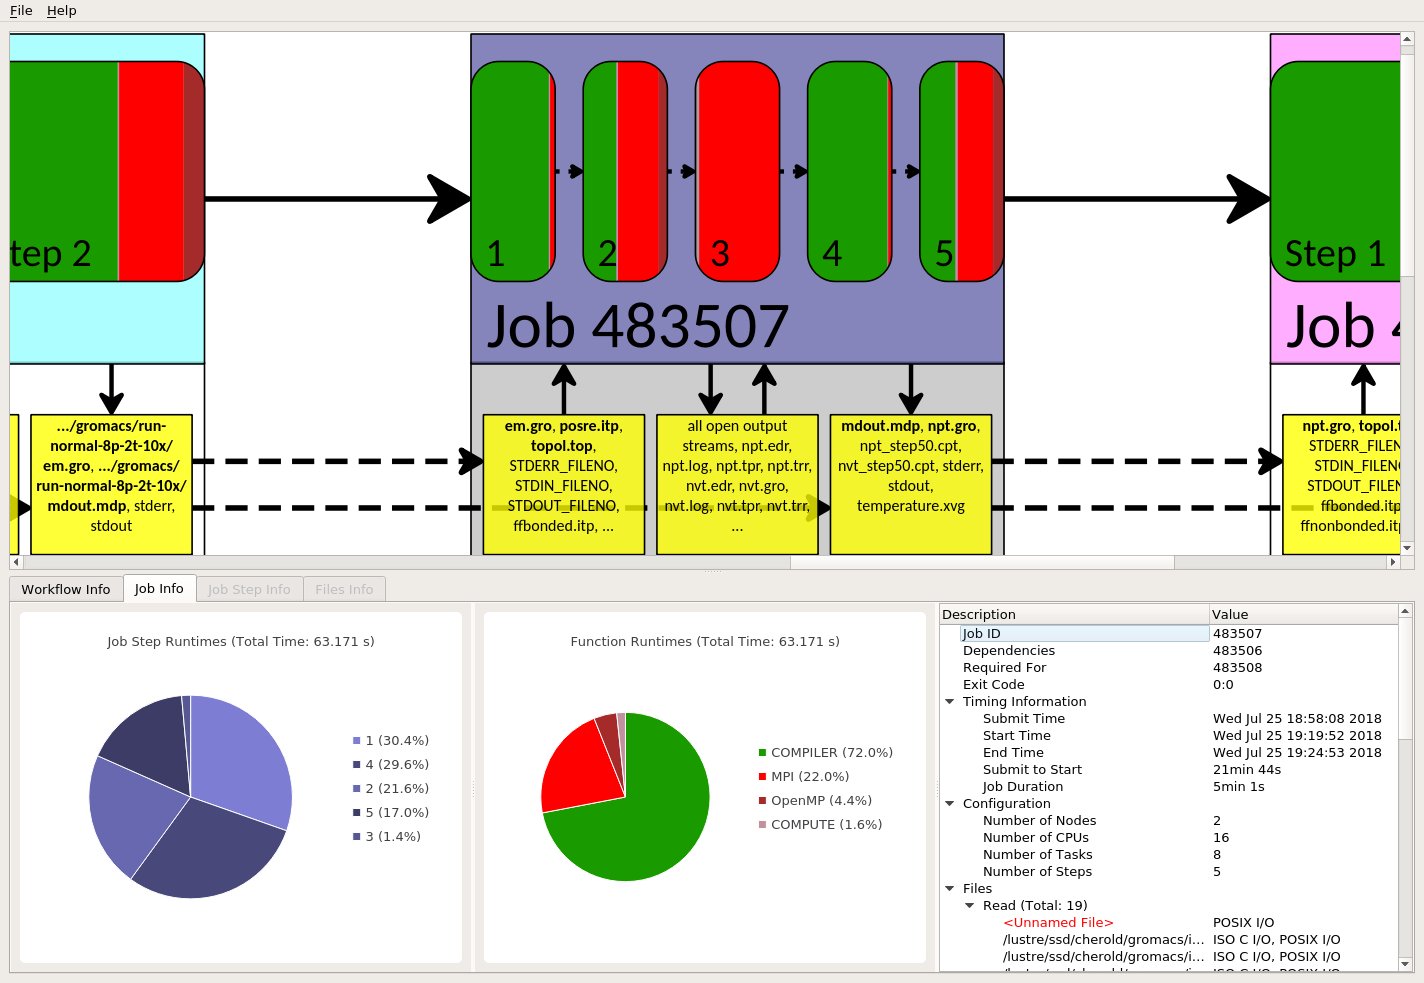 File Help
tep 2
1
2
3
4
5
Job 483507
Step 1
Job 4
.../gromacs/run-
normal-8p-2t-10x/
em.gro, .../gromacs/
run-normal-8p-2t-10x/
mdout.mdp, stderr,
stdout
em.gro, posre.itp,
topol.top,
STDERR_FILENO,
STDIN_FILENO,
STDOUT_FILENO,
ffbonded.itp, ...
all open output
streams, npt.edr,
npt.log, npt.tpr, npt.trr,
nvt.edr, nvt.gro,
nvt.log, nvt.tpr, nvt.trr,
...
mdout.mdp, npt.gro,
npt_step50.cpt,
nvt_step50.cpt, stderr,
stdout,
temperature.xvg
npt.gro, topol.t
STDERR_FILEN
STDIN_FILENO
STDOUT_FILEN
ffbonded.itp
ffnonbonded.itp
Workflow Info Job Info Job Step Info Files Info
Job Step Runtimes (Total Time: 63.171 s)
1 (30.4%)
4 (29.6%)
2 (21.6%)
5 (17.0%)
3 (1.4%)
Function Runtimes (Total Time: 63.171 s)
COMPILER (72.0%)
MPI (22.0%)
OpenMP (4.4%)
COMPUTE (1.6%)
Description Value
Job ID 483507
Dependencies 483506
Required For 483508
Exit Code 0:0
Timing Information
Submit Time Wed Jul 25 18:58:08 2018
Start Time Wed Jul 25 19:19:52 2018
End Time Wed Jul 25 19:24:53 2018
Submit to Start 21min 44s
Job Duration 5min 1s
Configuration
Number of Nodes 2
Number of CPUs 16
Number of Tasks 8
Number of Steps 5
Files
Read (Total: 19)
<Unnamed File> POSIX I/O
/lustre/ssd/cherold/gromacs/i... ISO C I/O, POSIX I/O
/lustre/ssd/cherold/gromacs/i... ISO C I/O, POSIX I/O